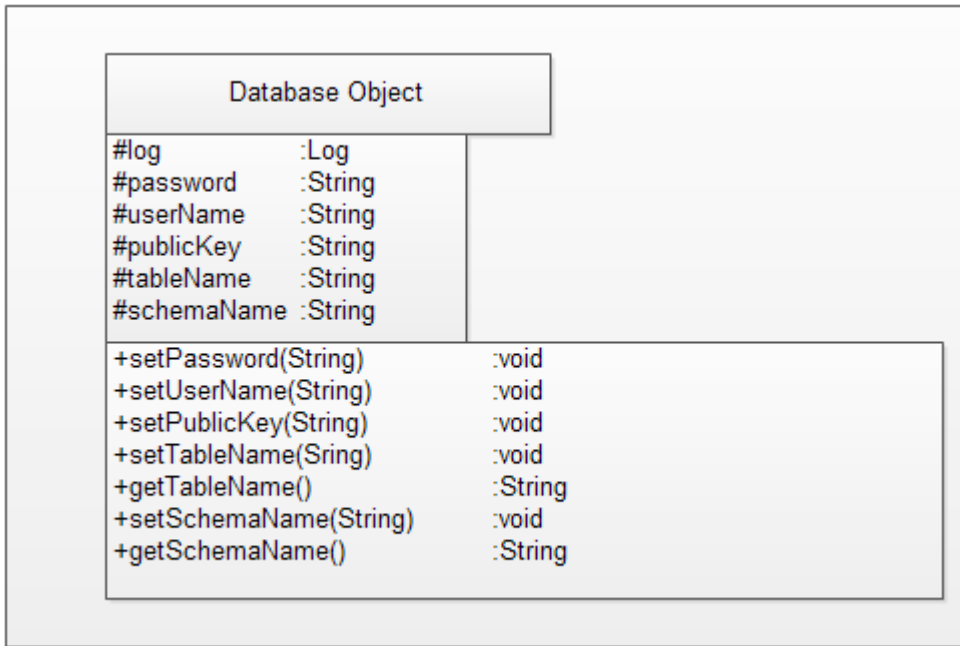 Database Object
#log :Log
#password :String
#userName :String
#publicKey :String
#tableName :String
#schemaName :String
+setPassword(String) :void
+setUserName(String) :void
+setPublicKey(String) :void
+setTableName(Sring) :void
+getTableName() :String
+setSchemaName(String) :void
+getSchemaName() :String